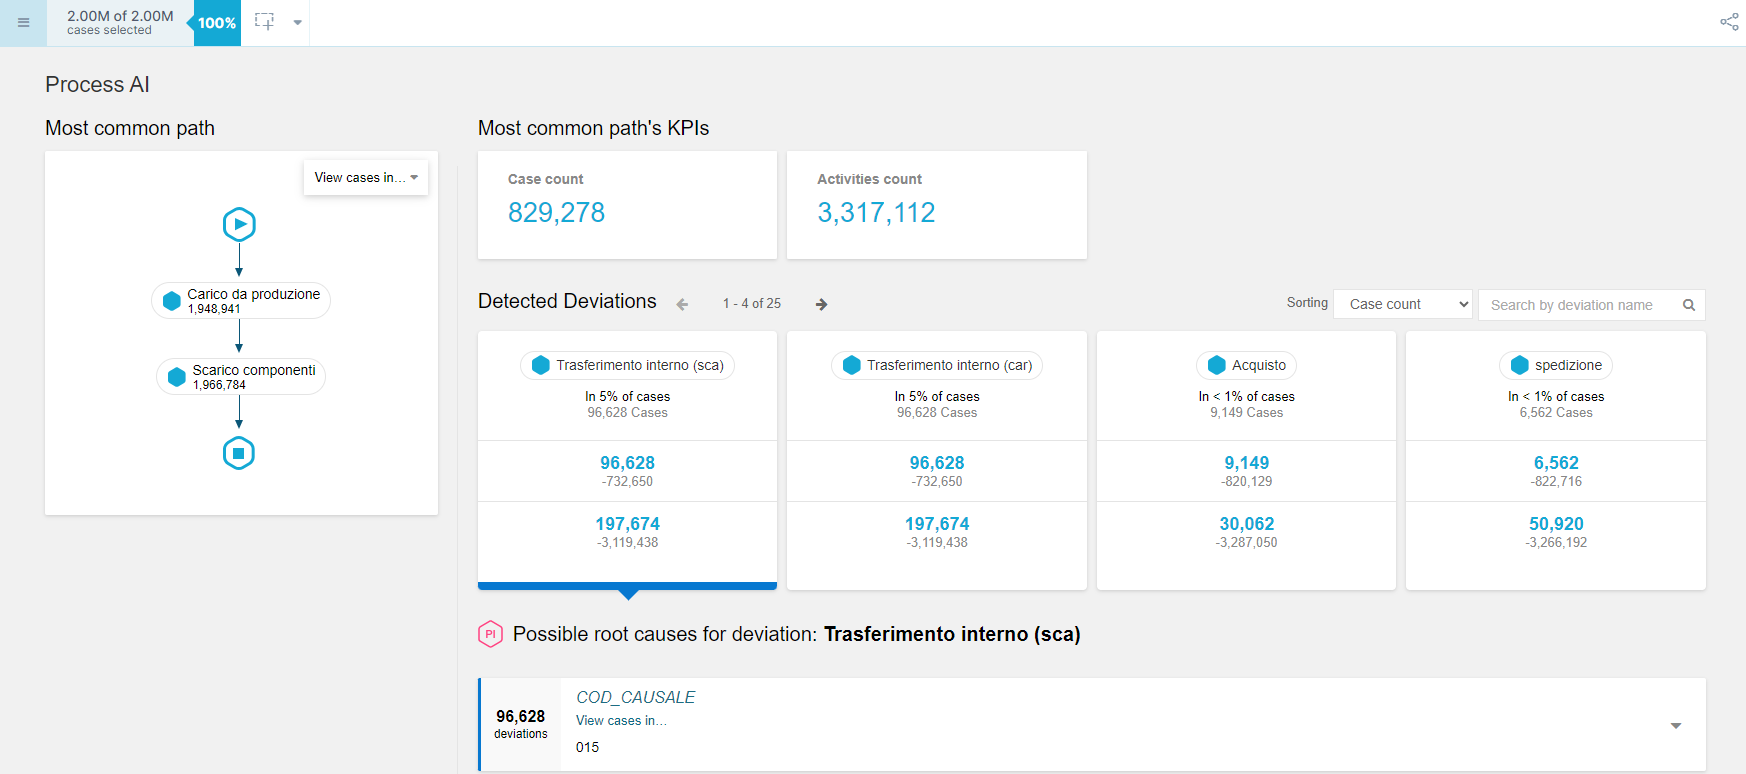 2.00M of 2.00M
cases selected
100%
Process AI
Most common path
View cases in...
Carico da produzione
1,948,941
Scarico componenti
1,966,784
Most common path's KPIs
Case count
829,278
Activities count
3,317,112
Detected Deviations
1 - 4 of 25
Sorting
Case count
Search by deviation name
Trasferimento interno (sca)
In 5% of cases
96,628 Cases
96,628
-732,650
197,674
-3,119,438
Trasferimento interno (car)
In 5% of cases
96,628 Cases
96,628
-732,650
197,674
-3,119,438
Acquisto
In < 1% of cases
9,149 Cases
9,149
-820,129
30,062
-3,287,050
spedizione
In < 1% of cases
6,562 Cases
6,562
-822,716
50,920
-3,266,192
PI
Possible root causes for deviation: Trasferimento interno (sca)
96,628
deviations
COD_CAUSALE
View cases in...
015